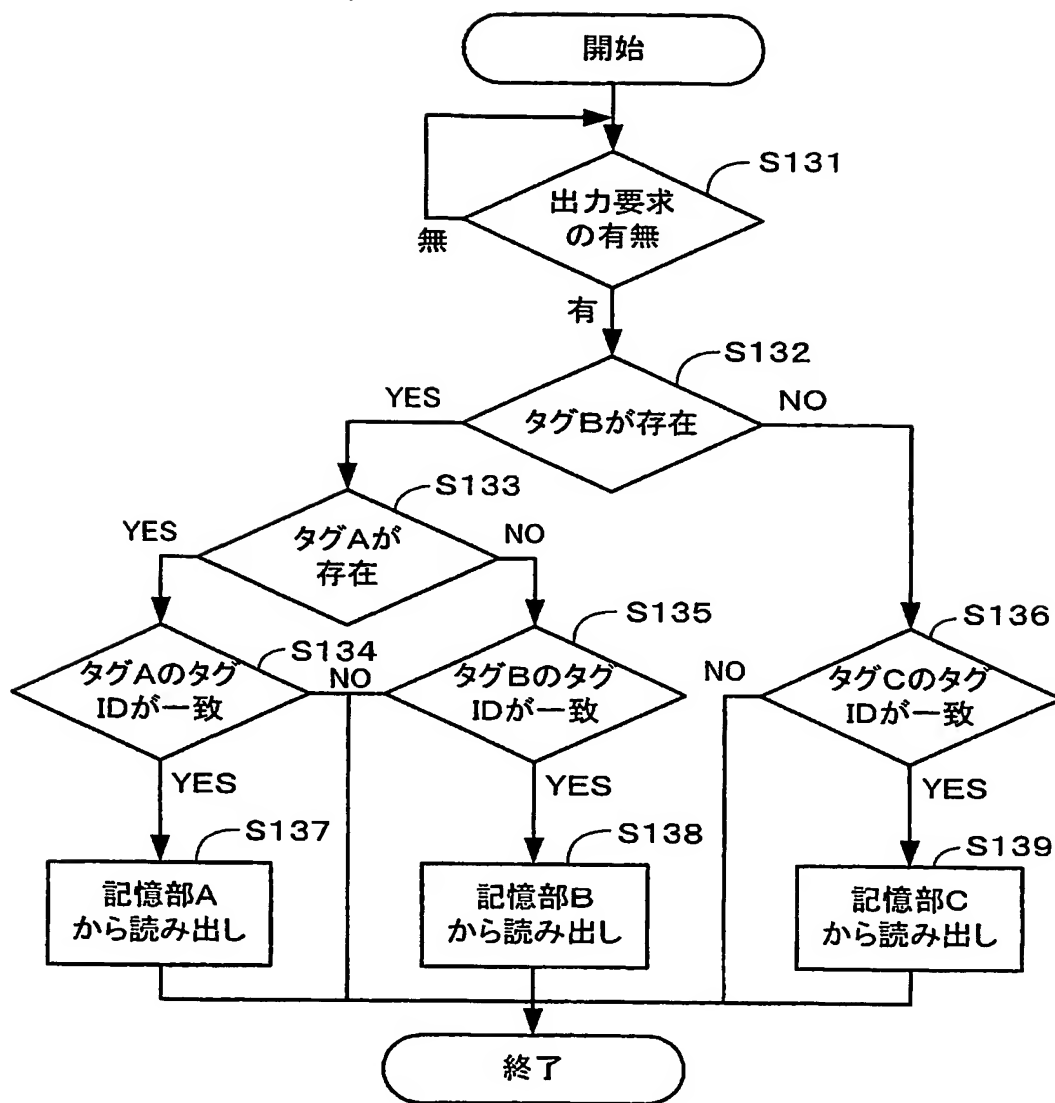 開始
S131
出力要求
の有無
無
有
S132
YES
タグBが存在
NO
S133
YES
タグAが
存在
NO
S134
タグAのタグ
IDが一致
NO
S135
タグBのタグ
IDが一致
S136
NO
タグCのタグ
IDが一致
YES
YES
YES
S137
記憶部A
から読み出し
S138
記憶部B
から読み出し
S139
記憶部C
から読み出し
終了